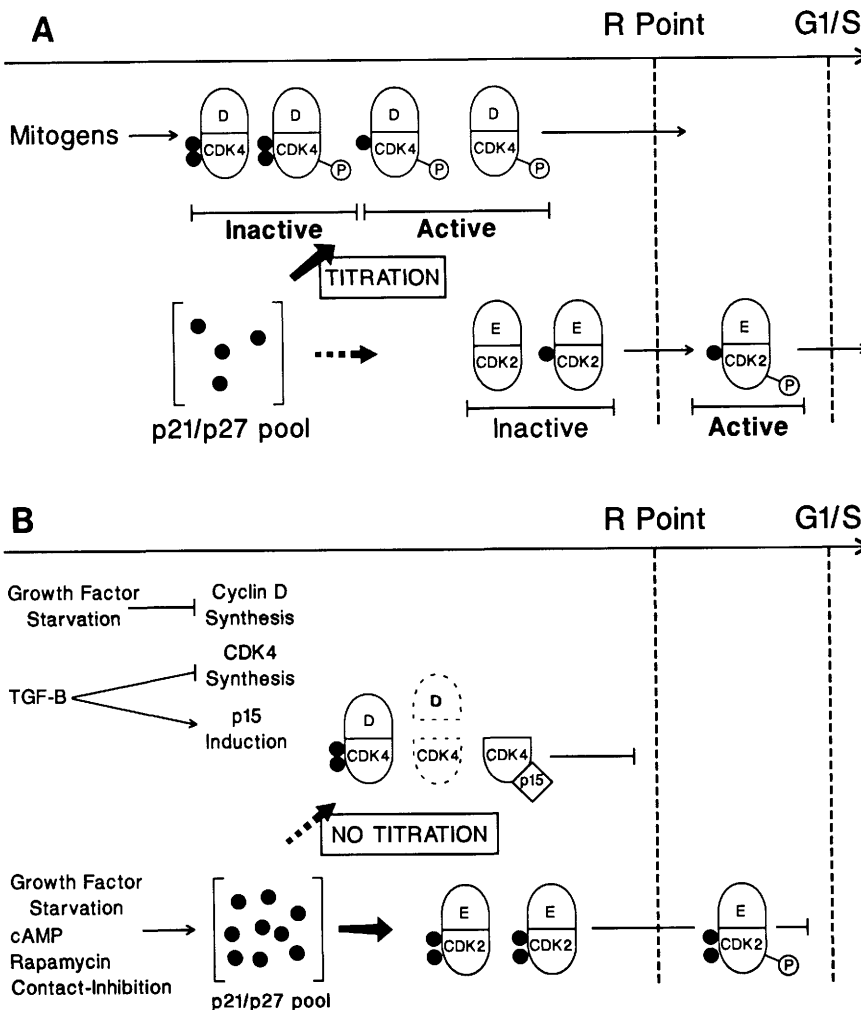 A
R Point
G1/S
Mitogens
D
CDK4
D
CDK4
P
D
CDK4
P
D
CDK4
P
Inactive
Active
TITRATION
p21/p27 pool
E
CDK2
E
CDK2
E
CDK2
P
Inactive
Active
B
R Point
G1/S
Growth Factor
Starvation
Cyclin D
Synthesis
TGF-B
CDK4
Synthesis
p15
Induction
D
CDK4
D
CDK4
CDK4
p15
NO TITRATION
Growth Factor
Starvation
cAMP
Rapamycin
Contact-Inhibition
p21/p27 pool
E
CDK2
E
CDK2
E
CDK2
P